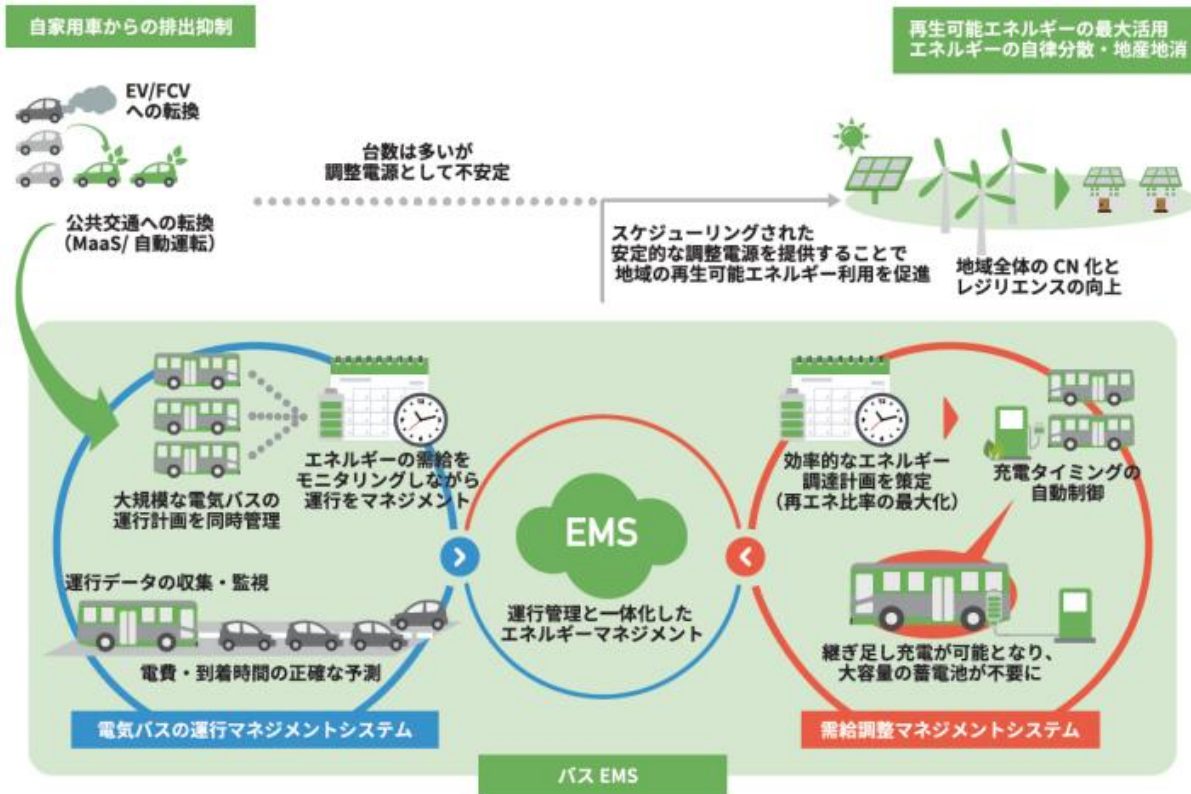 自家用車からの排出抑制
再生可能エネルギーの最大活用
エネルギーの自律分散・地産地消
EV/FCV
への転換
台数は多いが
調整電源として不安定
公共交通への転換
（MaaS/ 自動運転）
スケジューリングされた
安定的な調整電源を提供することで
地域の再生可能エネルギー利用を促進
地域全体の CN 化と
レジリエンスの向上
大規模な電気バスの
運行計画を同時管理
エネルギーの需給を
モニタリングしながら
運行をマネジメント
運行データの収集・監視
電費・到着時間の正確な予測
電気バスの運行マネジメントシステム
EMS
運行管理と一体化した
エネルギーマネジメント
効率的なエネルギー
調達計画を策定
（再エネ比率の最大化）
充電タイミングの
自動制御
継ぎ足し充電が可能となり、
大容量の蓄電池が不要に
需給調整マネジメントシステム
バス EMS